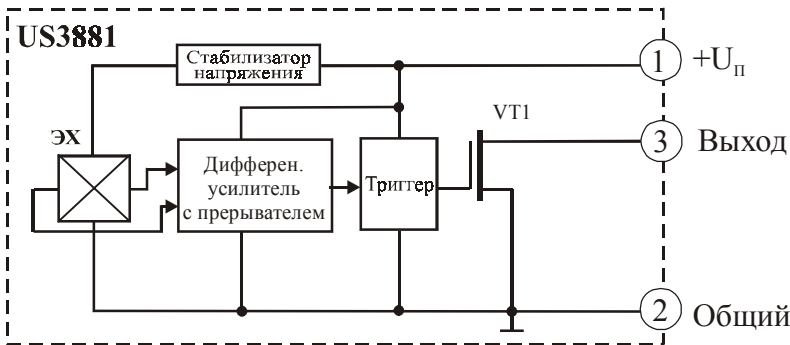 US3881
Стабилизатор
напряжения
1
+Uп
ЭХ
VT1
3
Выход
Дифферен.
усилитель
с прерывателем
Триггер
2
Общий